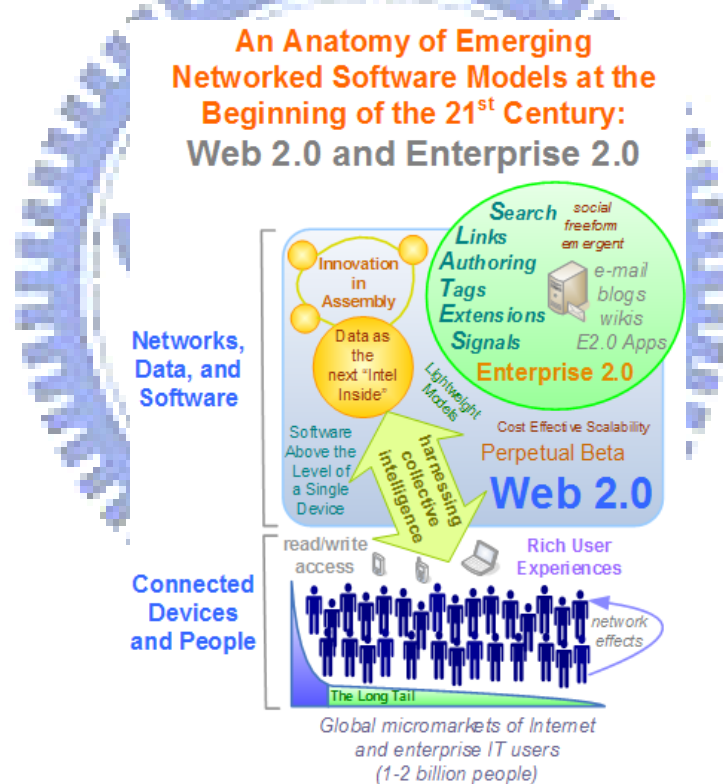 An Anatomy of Emerging
Networked Software Models at the
Beginning of the 21st Century:
Web 2.0 and Enterprise 2.0
Networks,
Data, and
Software
Innovation
in
Assembly
Data as
the
next "Intel
Inside"
Software
Above the
Level of
a Single
Device
Search
Links
Authoring
Tags
Extensions
Signals
social
freeform
emergent
e-mail
blogs
wikis
E2.0 Apps
Enterprise 2.0
Lightweight
Models
Cost Effective Scalability
Perpetual Beta
Web 2.0
harnessing
collective
intelligence
Connected
Devices
and People
read/write
access
Rich User
Experiences
network
effects
The Long Tail
Global micromarkets of Internet
and enterprise IT users
(1-2 billion people)